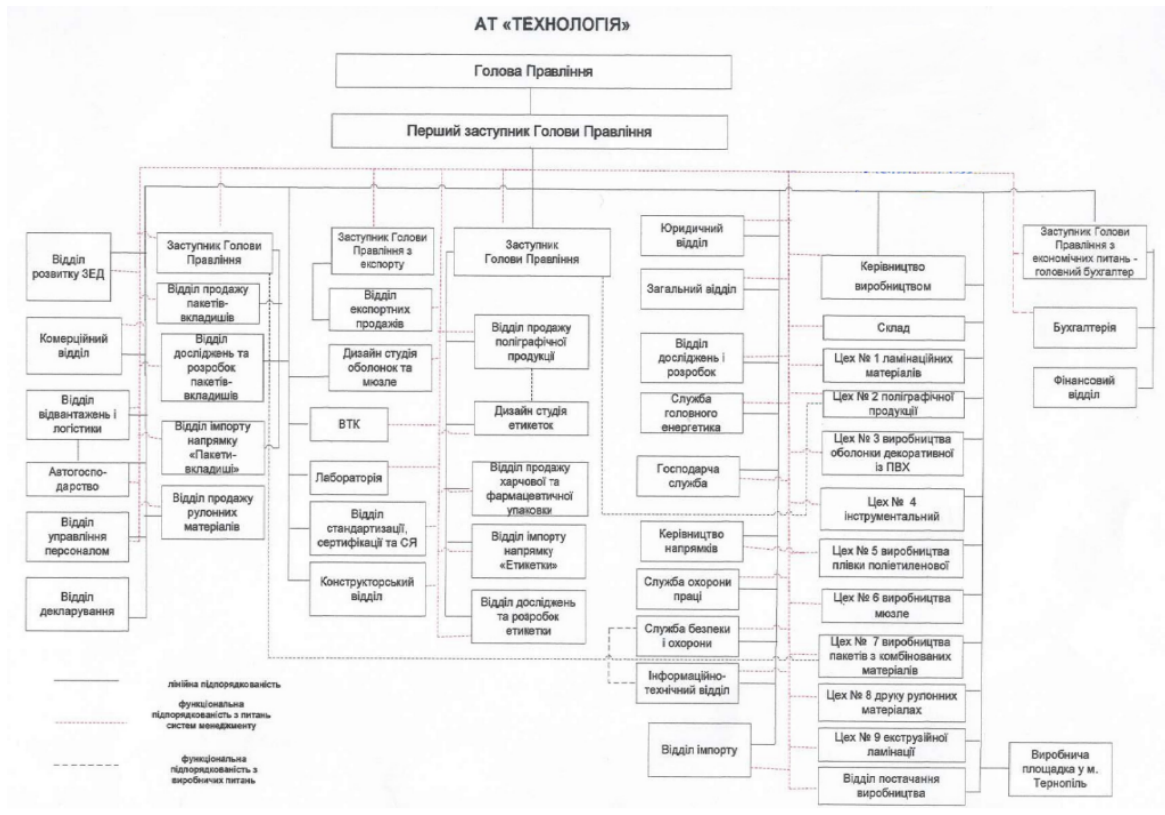 АТ «ТЕХНОЛОГІЯ»
Голова Правління
Перший заступник Голови Правління
Відділ
розвитку ЗЕД
Комерційний
відділ
Відділ
відвантажень і
логістики
Автогоспо-
дарство
Відділ
управління
персоналом
Відділ
декларування
Заступник Голови
Правління
Відділ продажу
пакетів-
вкладишів
Відділ
досліджень та
розробок
пакетів-
вкладишів
Відділ імпорту
напрямку
«Пакети-
вкладиші»
Відділ продажу
рулонних
матеріалів
Заступник Голови
Правління з
експорту
Відділ
експортних
продажів
Дизайн студія
оболонок та
мюзле
ВТК
Лабораторія
Відділ
стандартизації,
сертифікації та СЯ
Конструкторський
відділ
Заступник
Голови Правління
Відділ продажу
поліграфічної
продукції
Дизайн студія
етикеток
Відділ продажу
харчової та
фармацевтичної
упаковки
Відділ імпорту
напрямку
«Етикетки»
Відділ досліджень
та розробок
етикетки
Юридичний
відділ
Загальний відділ
Відділ
досліджень і
розробок
Служба
головного
енергетика
Господарча
служба
Керівництво
напрямків
Служба охорони
праці
Служба безпеки
і охорони
Інформаційно-
технічний відділ
Відділ імпорту
Керівництво
виробництвом
Склад
Цех № 1 ламінаційних
матеріалів
Цех № 2 поліграфічної
продукції
Цех № 3 виробництва
оболонки декоративної
із ПВХ
Цех № 4
інструментальний
Цех № 5 виробництва
плівки поліетиленової
Цех № 6 виробництва
мюзле
Цех № 7 виробництва
пакетів з комбінованих
матеріалів
Цех № 8 друку рулонних
матеріалах
Цех № 9 екструзійної
ламінації
Відділ постачання
виробництва
Заступник Голови
Правління з
економічних питань -
головний бухгалтер
Бухгалтерія
Фінансовий
відділ
Виробнича
площадка у м.
Тернопіль
лінійна підпорядкованість
функціональна
підпорядкованість з питань
систем менеджменту
функціональна
підпорядкованість з
виробничих питань